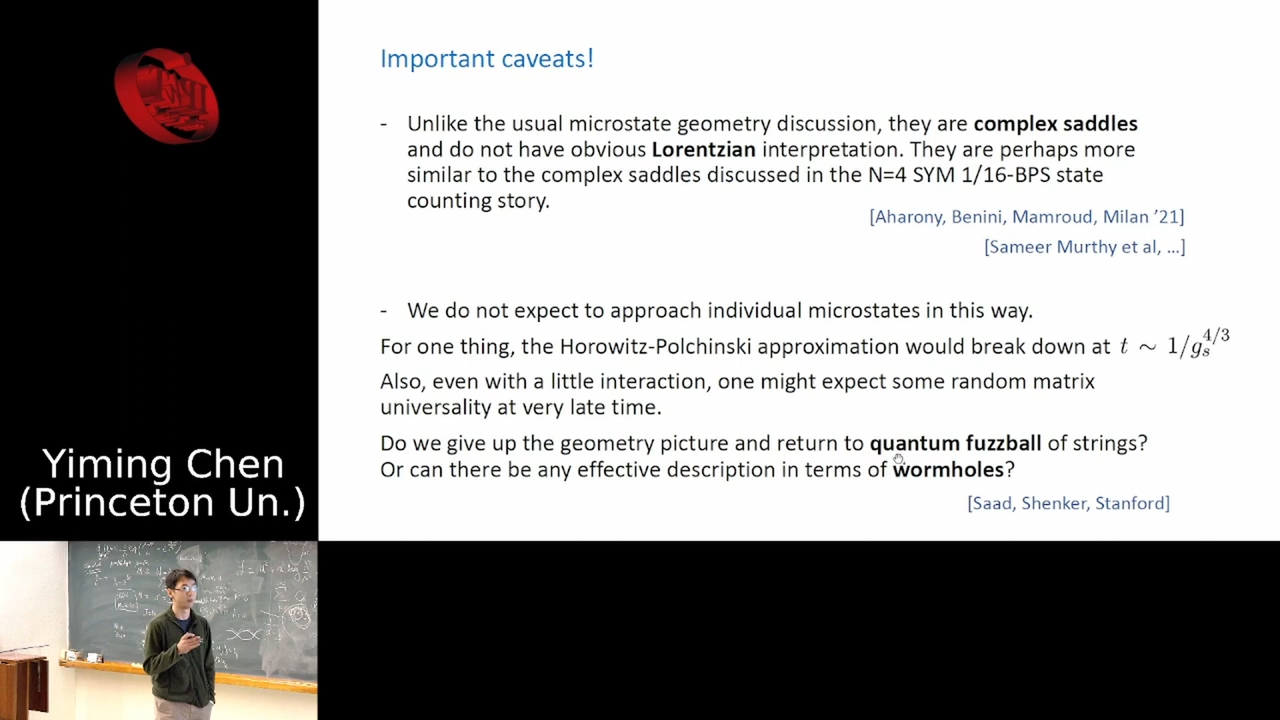 Important caveats!
- Unlike the usual microstate geometry discussion, they are complex saddles
and do not have obvious Lorentzian interpretation. They are perhaps more
similar to the complex saddles discussed in the N=4 SYM 1/16-BPS state
counting story.
[Aharony, Benini, Mamroud, Milan ’21]
[Sameer Murthy et al, …]
- We do not expect to approach individual microstates in this way.
For one thing, the Horowitz-Polchinski approximation would break down at $t \sim 1/g_s^{4/3}$
Also, even with a little interaction, one might expect some random matrix
universality at very late time.
Do we give up the geometry picture and return to quantum fuzzball of strings?
Or can there be any effective description in terms of wormholes?
[Saad, Shenker, Stanford]
Yiming Chen
(Princeton Un.)